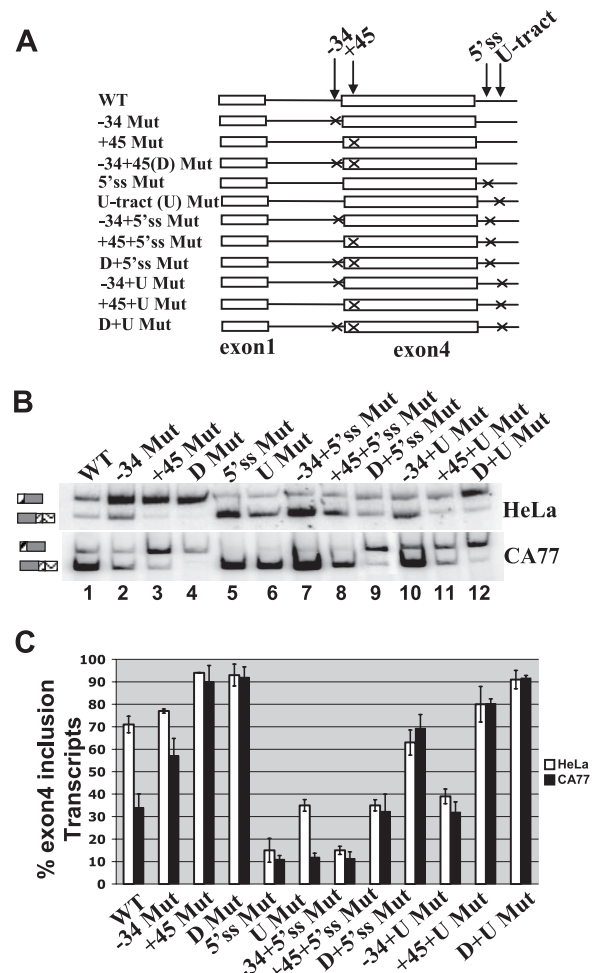 A
-34
+45
5'ss
U-tract
WT
-34 Mut
+45 Mut
-34+45(D) Mut
5'ss Mut
U-tract (U) Mut
-34+5'ss Mut
+45+5'ss Mut
D+5'ss Mut
-34+U Mut
+45+U Mut
D+U Mut
exon1
exon4
B
WT
-34 Mut
+45 Mut
D Mut
5'ss Mut
U Mut
-34+5'ss Mut
+45+5'ss Mut
D+5'ss Mut
-34+U Mut
+45+U Mut
D+U Mut
HeLa
CA77
1 2 3 4 5 6 7 8 9 10 11 12
C
% exon4 inclusion
Transcripts
100
90
80
70
60
50
40
30
20
10
0
HeLa
CA77
WT
-34 Mut
+45 Mut
D Mut
5'ss Mut
U Mut
-34+5'ss Mut
+45+5'ss Mut
D+5'ss Mut
-34+U Mut
+45+U Mut
D+U Mut